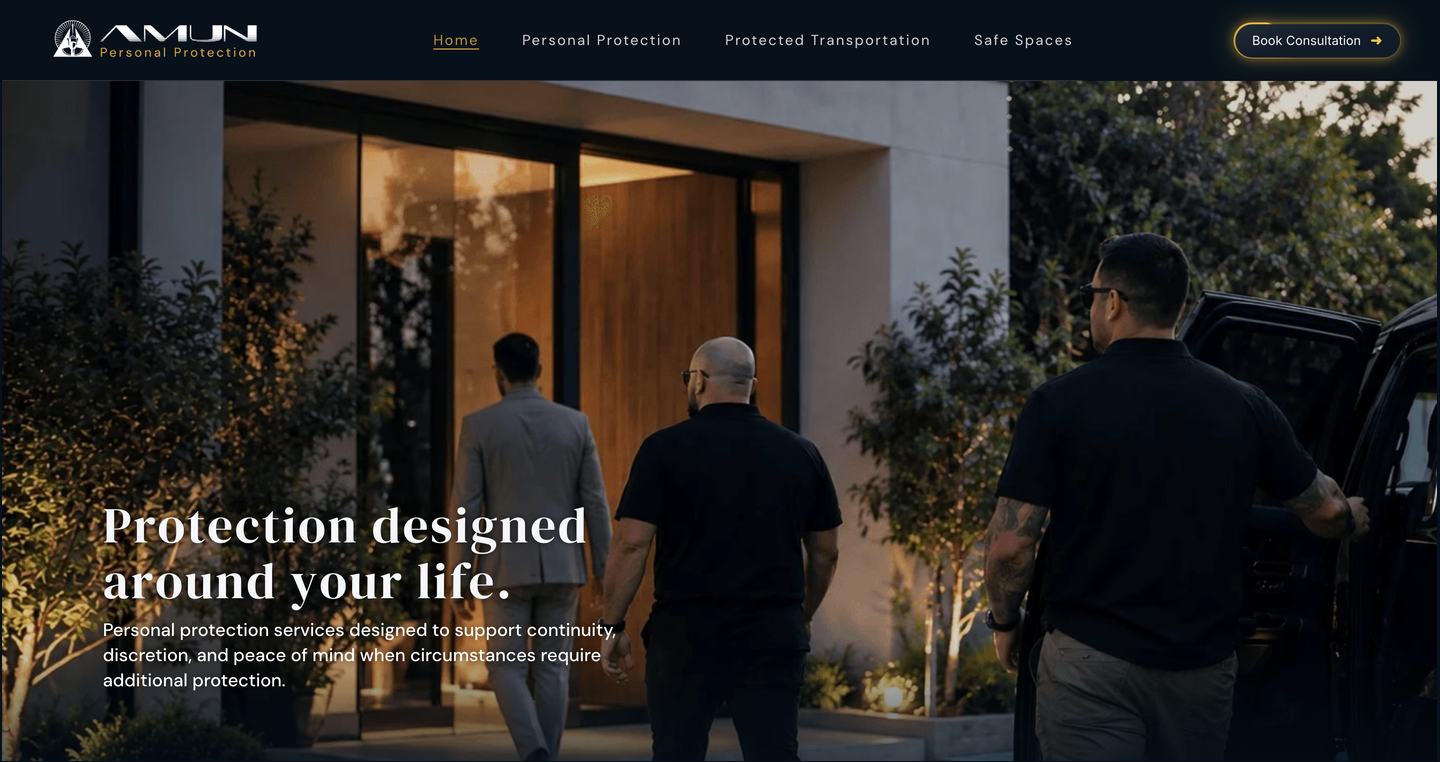 AMUN
Personal Protection
Home
Personal Protection
Protected Transportation
Safe Spaces
Book Consultation
Protection designed
around your life.
Personal protection services designed to support continuity,
discretion, and peace of mind when circumstances require
additional protection.